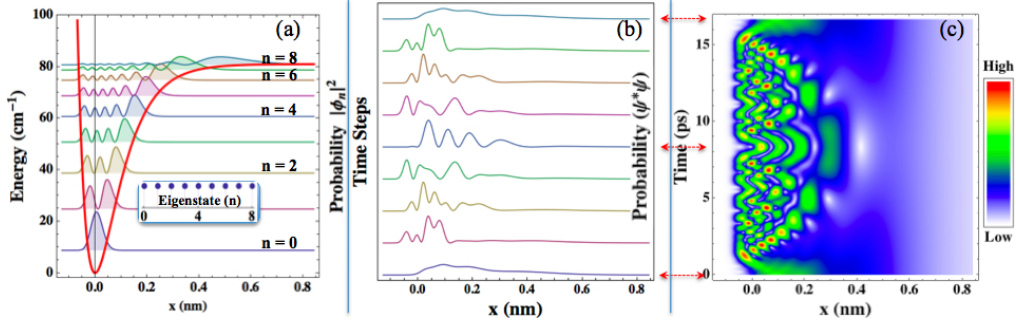 (a)
Energy (cm⁻¹)
100
80
60
40
20
0
n = 8
n = 6
n = 4
n = 2
n = 0
Eigenstate (n)
0 4 8
0.0 0.2 0.4 0.6 0.8
x (nm)
Probability |ϕₙ|²
(b)
Time Steps
0.0 0.2 0.4 0.6 0.8
x (nm)
Probability (ψ*ψ)
(c)
Time (ps)
15
10
5
0
0.0 0.2 0.4 0.6 0.8
x (nm)
High
Low